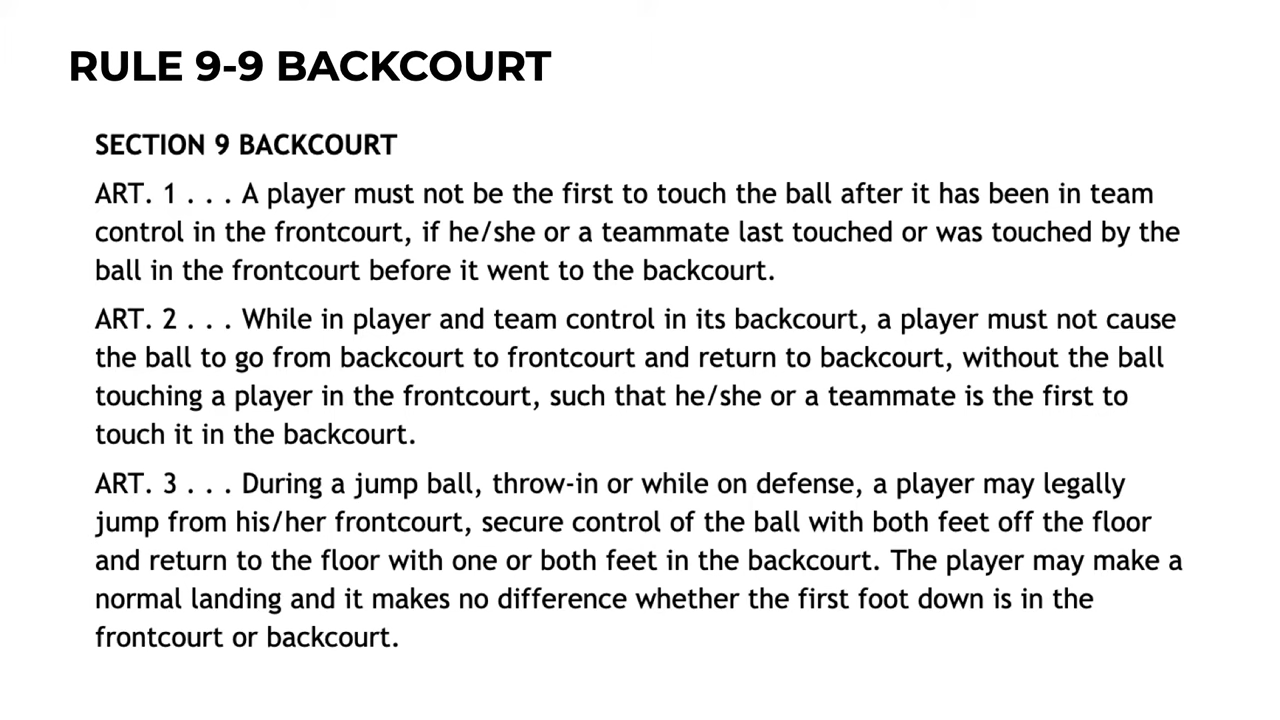 RULE 9-9 BACKCOURT
SECTION 9 BACKCOURT
ART. 1 . . . A player must not be the first to touch the ball after it has been in team
control in the frontcourt, if he/she or a teammate last touched or was touched by the
ball in the frontcourt before it went to the backcourt.
ART. 2 . . . While in player and team control in its backcourt, a player must not cause
the ball to go from backcourt to frontcourt and return to backcourt, without the ball
touching a player in the frontcourt, such that he/she or a teammate is the first to
touch it in the backcourt.
ART. 3 . . . During a jump ball, throw-in or while on defense, a player may legally
jump from his/her frontcourt, secure control of the ball with both feet off the floor
and return to the floor with one or both feet in the backcourt. The player may make a
normal landing and it makes no difference whether the first foot down is in the
frontcourt or backcourt.